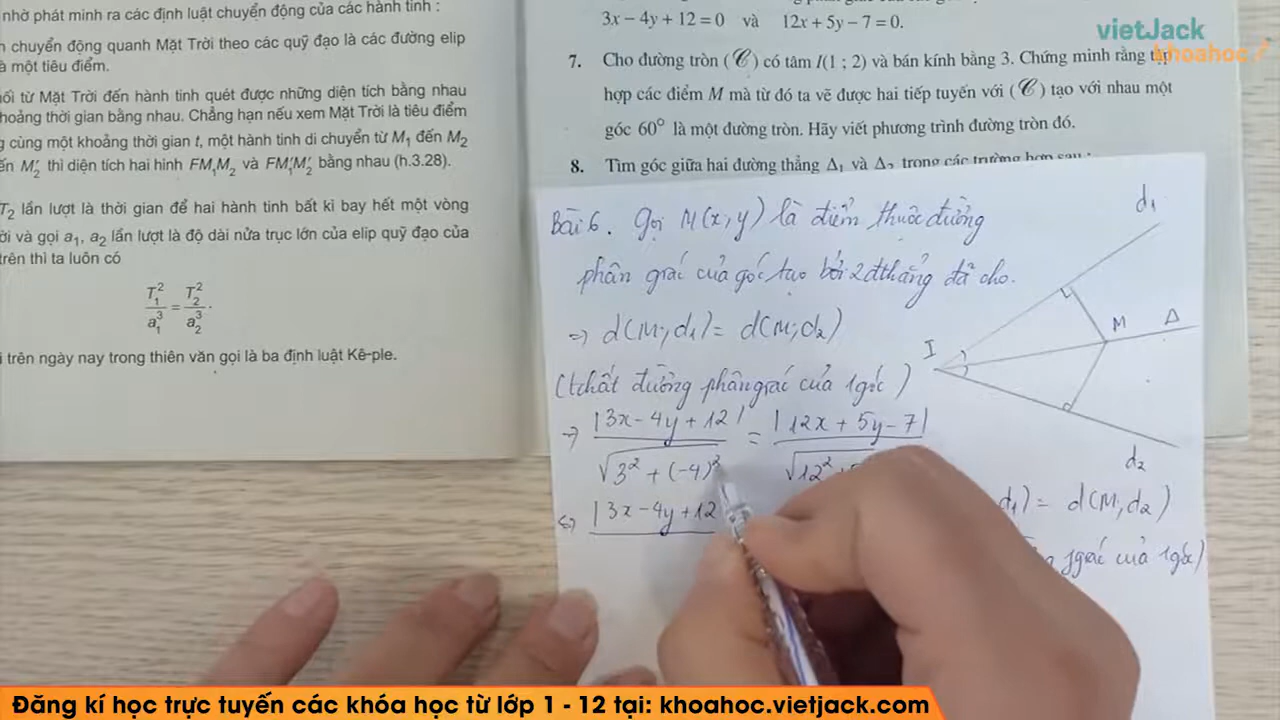 nhờ phát minh ra các định luật chuyển động của các hành tinh :
chuyển động quanh Mặt Trời theo các quỹ đạo là các đường elip
một tiêu điểm.
từ Mặt Trời đến hành tinh quét được những diện tích bằng nhau
thời gian bằng nhau. Chẳng hạn nếu xem Mặt Trời là tiêu điểm
cùng một khoảng thời gian t, một hành tinh di chuyển từ M₁ đến M₂
M₂′ thì diện tích hai hình FM₁M₂ và FM₁′M₂′ bằng nhau (h.3.28).
T₂ lần lượt là thời gian để hai hành tinh bất kì bay hết một vòng
và gọi a₁, a₂ lần lượt là độ dài nửa trục lớn của elip quỹ đạo của
trên thì ta luôn có
T₁²/a₁³ = T₂²/a₂³.
trên ngày nay trong thiên văn gọi là ba định luật Kê-ple.
3x – 4y + 12 = 0 và 12x + 5y – 7 = 0.
7. Cho đường tròn (𝒞) có tâm I(1 ; 2) và bán kính bằng 3. Chứng minh rằng tập
hợp các điểm M mà từ đó ta vẽ được hai tiếp tuyến với (𝒞) tạo với nhau một
góc 60° là một đường tròn. Hãy viết phương trình đường tròn đó.
8. Tìm góc giữa hai đường thẳng Δ₁ và Δ₂ trong các trường hợp sau :
vietJack
khoahoc
Bài 6. Gọi M(x,y) là điểm thuộc đường
phân giác của góc tạo bởi 2 đthẳng đã cho.
=> d(M; d₁) = d(M; d₂)
(tchất đường phân giác của 1 góc)
=> |3x – 4y + 12| / √3² + (-4)² = |12x + 5y – 7| / √12² +
<=> |3x – 4y + 12
d₁
M
Δ
I
d₂
d₁) = d(M, d₂)
giác của 1 góc)
Đăng kí học trực tuyến các khóa học từ lớp 1 - 12 tại: khoahoc.vietjack.com